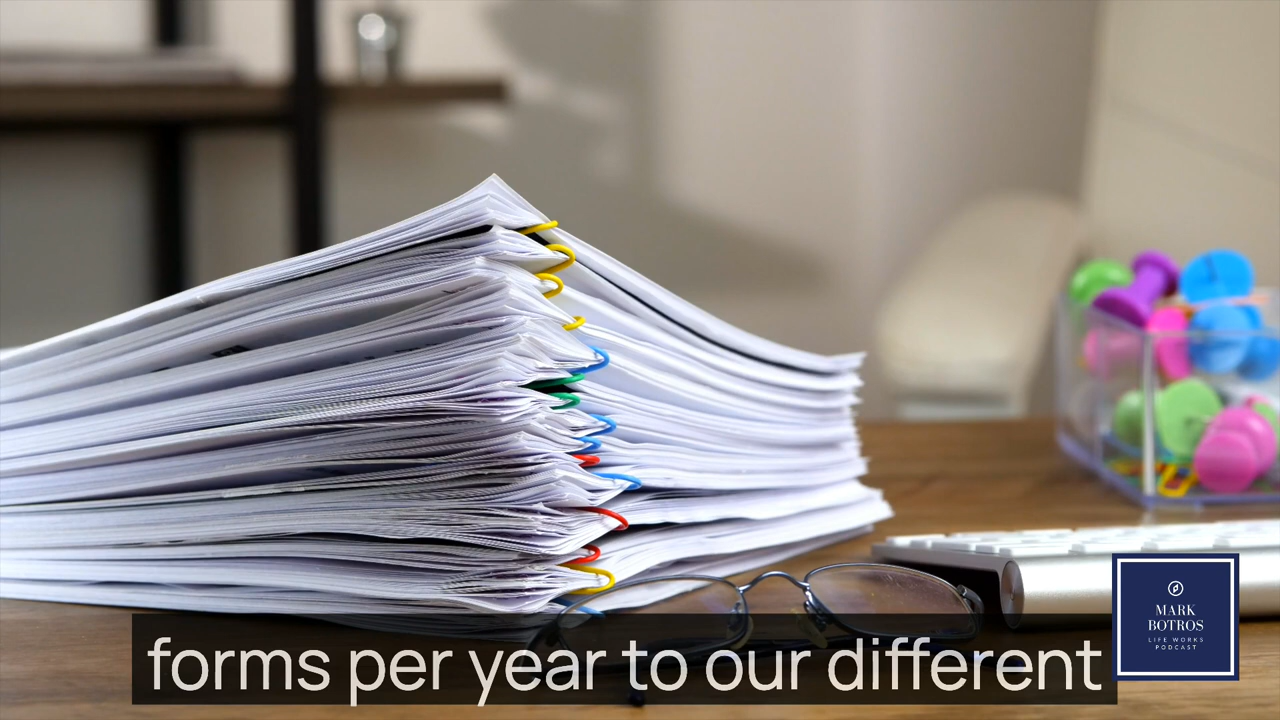 forms per year to our different
MARK
BOTROS
LIFE WORKS
PODCAST